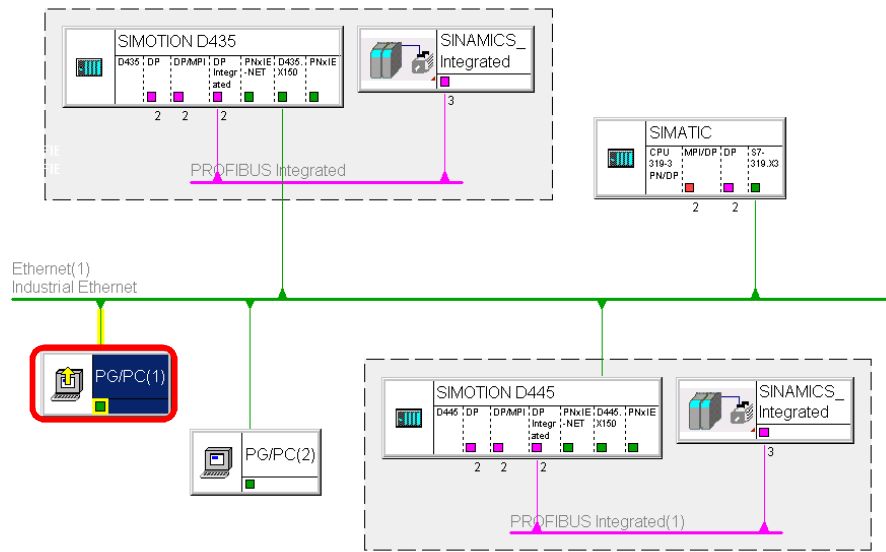 SIMOTION D435
D435 DP DP/MPI DP Integr ated PNxIE -NET D435. X150 PNxIE
2 2 2
SINAMICS_
Integrated
3
PROFIBUS Integrated
SIMATIC
CPU 319-3 PN/DP MPI/DP DP S7- 319.X3
2 2
Ethernet(1)
Industrial Ethernet
PG/PC(1)
PG/PC(2)
SIMOTION D445
D445 DP DP/MPI DP Integr ated PNxIE -NET D445. X150 PNxIE
2 2 2
SINAMICS_
Integrated
3
PROFIBUS Integrated(1)